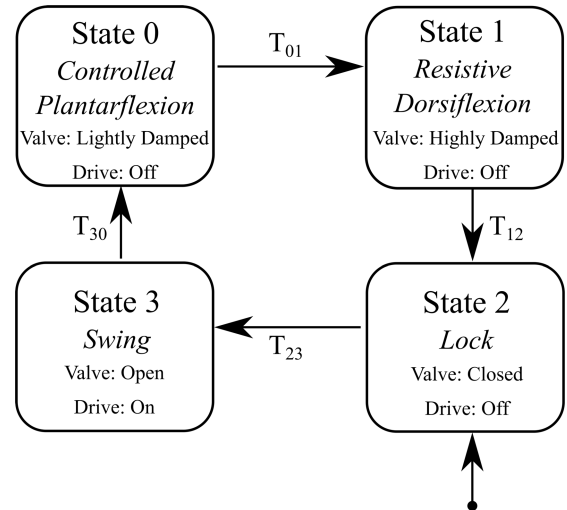 State 0
Controlled
Plantarflexion
Valve: Lightly Damped
Drive: Off
T01
State 1
Resistive
Dorsiflexion
Valve: Highly Damped
Drive: Off
T30
T12
State 3
Swing
Valve: Open
Drive: On
T23
State 2
Lock
Valve: Closed
Drive: Off